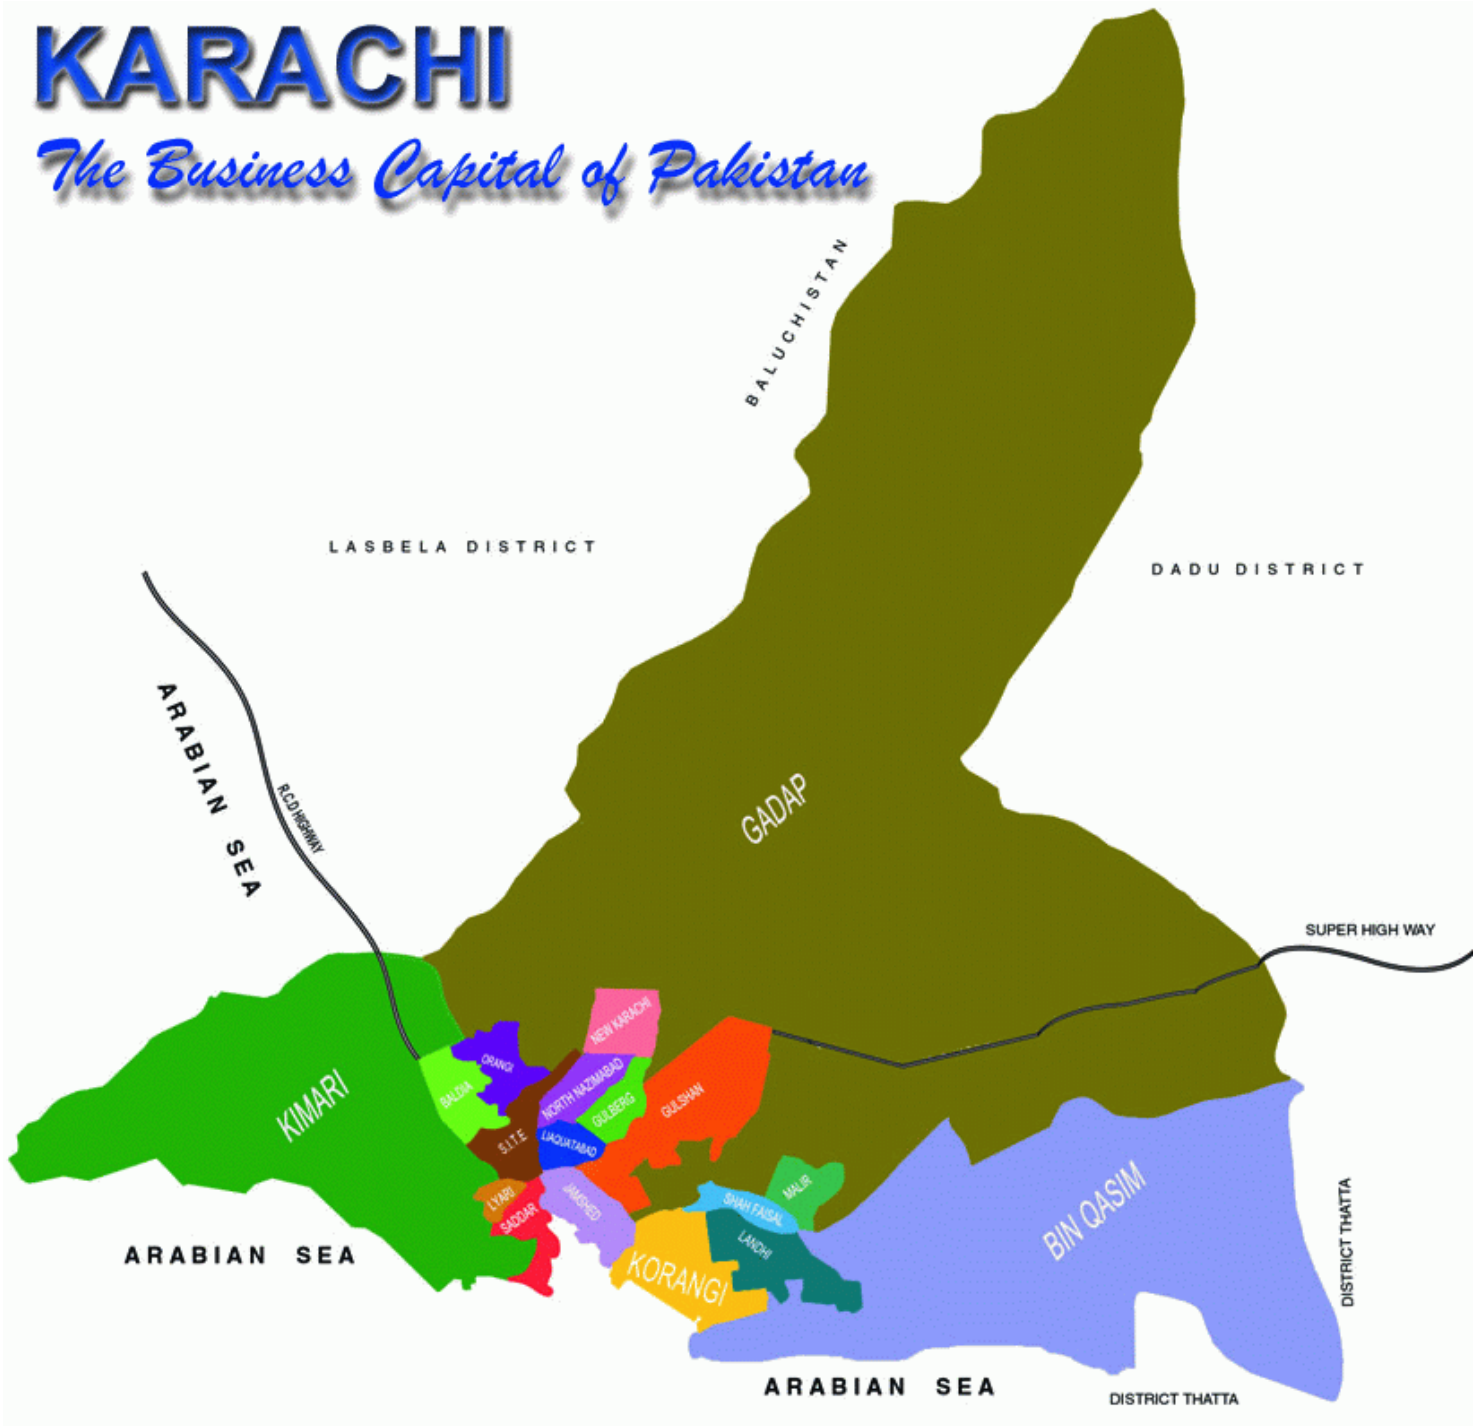 KARACHI
The Business Capital of Pakistan
BALUCHISTAN
LASBELA DISTRICT
DADU DISTRICT
ARABIAN SEA
R.C.D HIGHWAY
GADAP
SUPER HIGH WAY
NEW KARACHI
ORANGI
BALDIA
NORTH NAZIMABAD
GULBERG
GULSHAN
KIMARI
S.I.T.E
LIAQUATABAD
LYARI
SADDAR
JAMSHED
MALIR
SHAH FAISAL
LANDHI
KORANGI
BIN QASIM
DISTRICT THATTA
ARABIAN SEA
ARABIAN SEA
DISTRICT THATTA